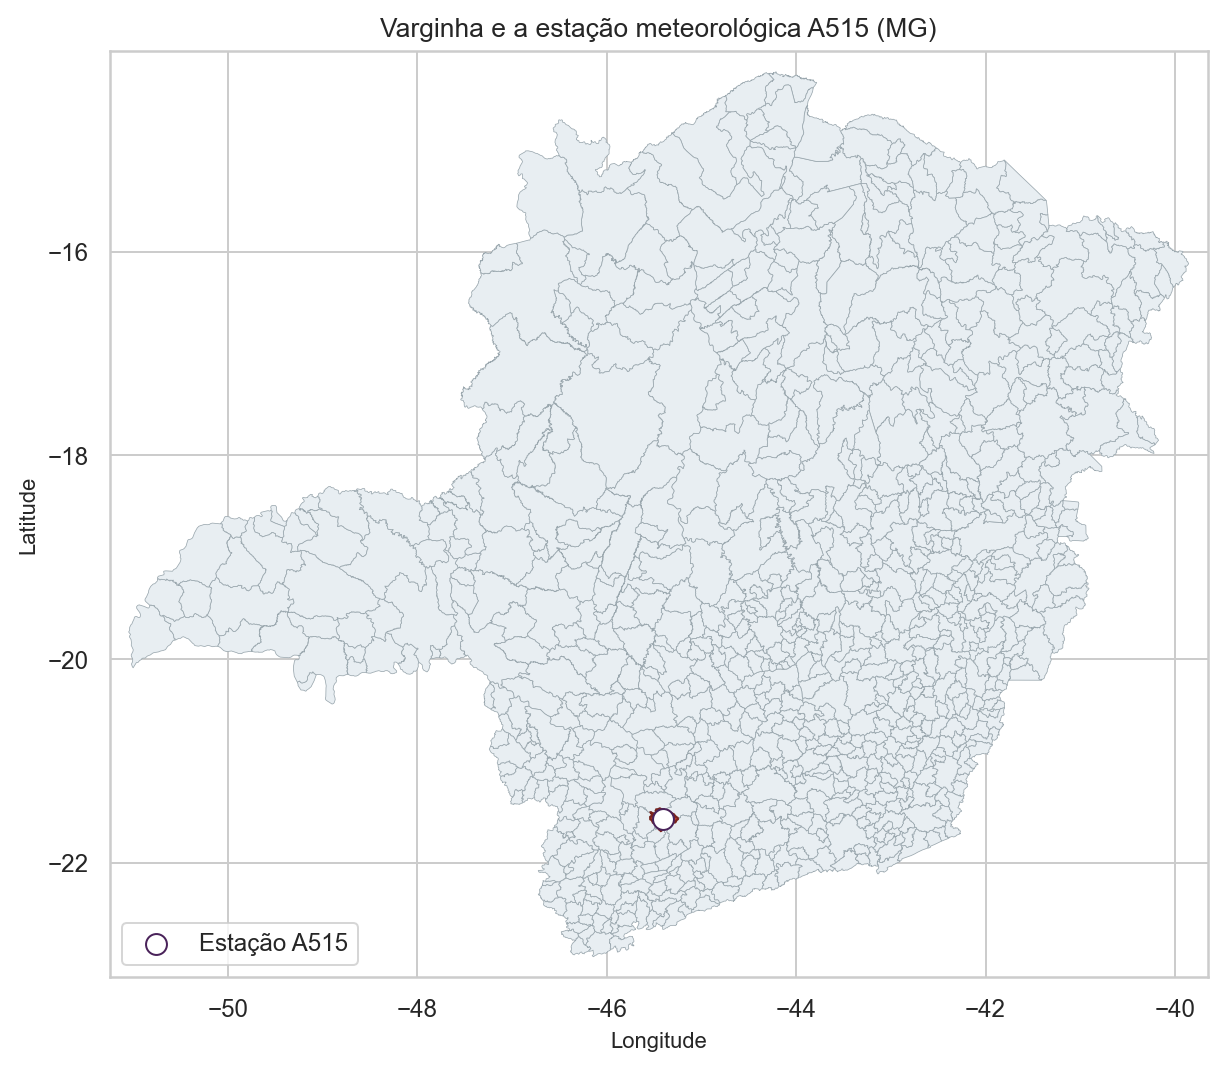 Varginha e a estação meteorológica A515 (MG)
Latitude
−16
−18
−20
−22
Estação A515
−50
−48
−46
−44
−42
−40
Longitude